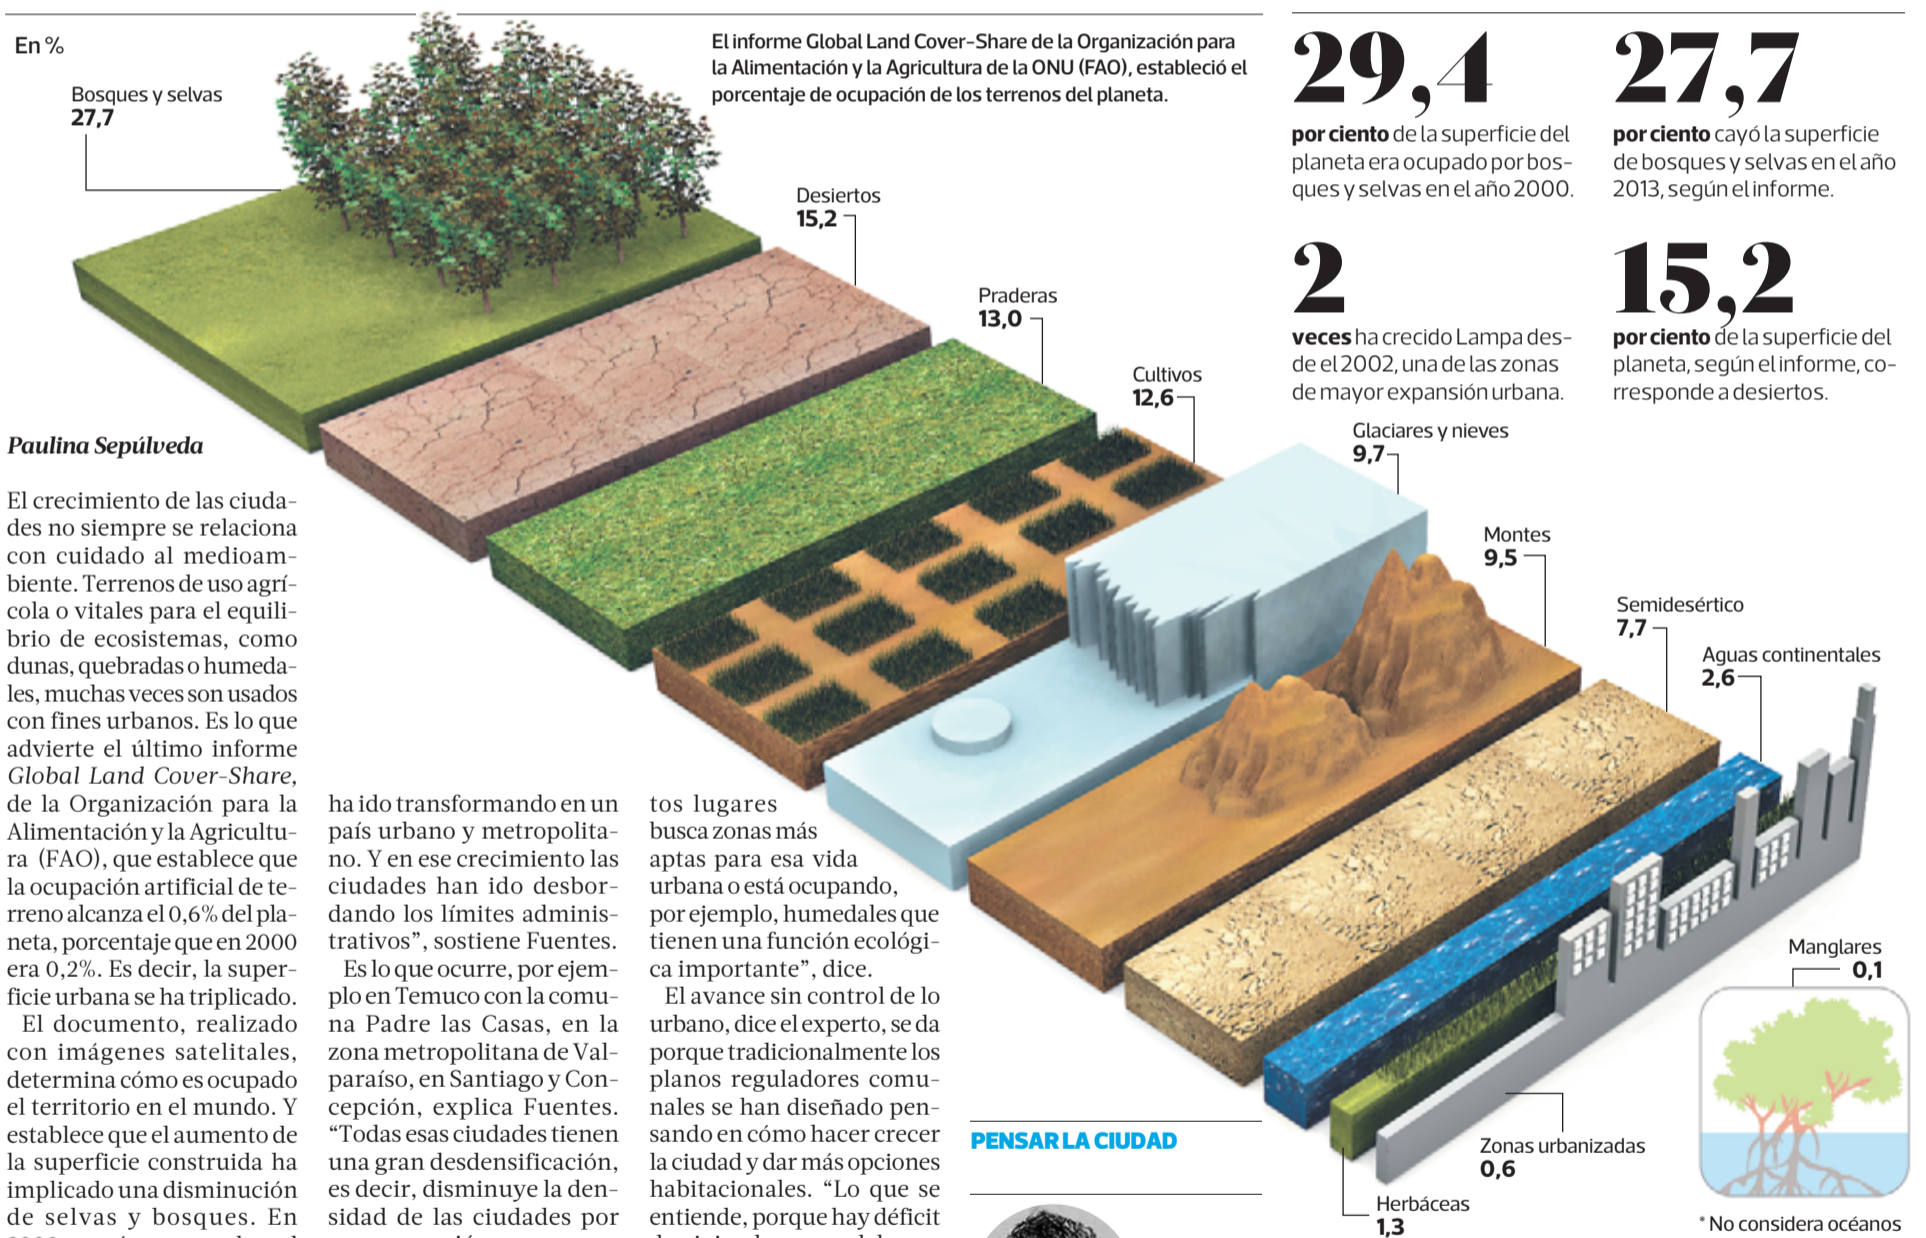 En %
El informe Global Land Cover-Share de la Organización para
la Alimentación y la Agricultura de la ONU (FAO), estableció el
porcentaje de ocupación de los terrenos del planeta.
Bosques y selvas
27,7
Desiertos
15,2
Praderas
13,0
Cultivos
12,6
Glaciares y nieves
9,7
Montes
9,5
Semidesértico
7,7
Aguas continentales
2,6
Manglares
0,1
Zonas urbanizadas
0,6
Herbáceas
1,3
* No considera océanos
29,4
por ciento de la superficie del
planeta era ocupado por bos-
ques y selvas en el año 2000.
27,7
por ciento cayó la superficie
de bosques y selvas en el año
2013, según el informe.
2
veces ha crecido Lampa des-
de el 2002, una de las zonas
de mayor expansión urbana.
15,2
por ciento de la superficie del
planeta, según el informe, co-
rresponde a desiertos.
Paulina Sepúlveda
El crecimiento de las ciuda-
des no siempre se relaciona
con cuidado al medioam-
biente. Terrenos de uso agrí-
cola o vitales para el equili-
brio de ecosistemas, como
dunas, quebradas o humeda-
les, muchas veces son usados
con fines urbanos. Es lo que
advierte el último informe
Global Land Cover-Share,
de la Organización para la
Alimentación y la Agricultu-
ra (FAO), que establece que
la ocupación artificial de te-
rreno alcanza el 0,6% del pla-
neta, porcentaje que en 2000
era 0,2%. Es decir, la super-
ficie urbana se ha triplicado.
El documento, realizado
con imágenes satelitales,
determina cómo es ocupado
el territorio en el mundo. Y
establece que el aumento de
la superficie construida ha
implicado una disminución
de selvas y bosques. En
ha ido transformando en un
país urbano y metropolita-
no. Y en ese crecimiento las
ciudades han ido desbor-
dando los límites adminis-
trativos”, sostiene Fuentes.
Es lo que ocurre, por ejem-
plo en Temuco con la comu-
na Padre las Casas, en la
zona metropolitana de Val-
paraíso, en Santiago y Con-
cepción, explica Fuentes.
“Todas esas ciudades tienen
una gran desdensificación,
es decir, disminuye la den-
sidad de las ciudades por
tos lugares
busca zonas más
aptas para esa vida
urbana o está ocupando,
por ejemplo, humedales que
tienen una función ecológi-
ca importante”, dice.
El avance sin control de lo
urbano, dice el experto, se da
porque tradicionalmente los
planos reguladores comu-
nales se han diseñado pen-
sando en cómo hacer crecer
la ciudad y dar más opciones
habitacionales. “Lo que se
entiende, porque hay déficit
PENSAR LA CIUDAD